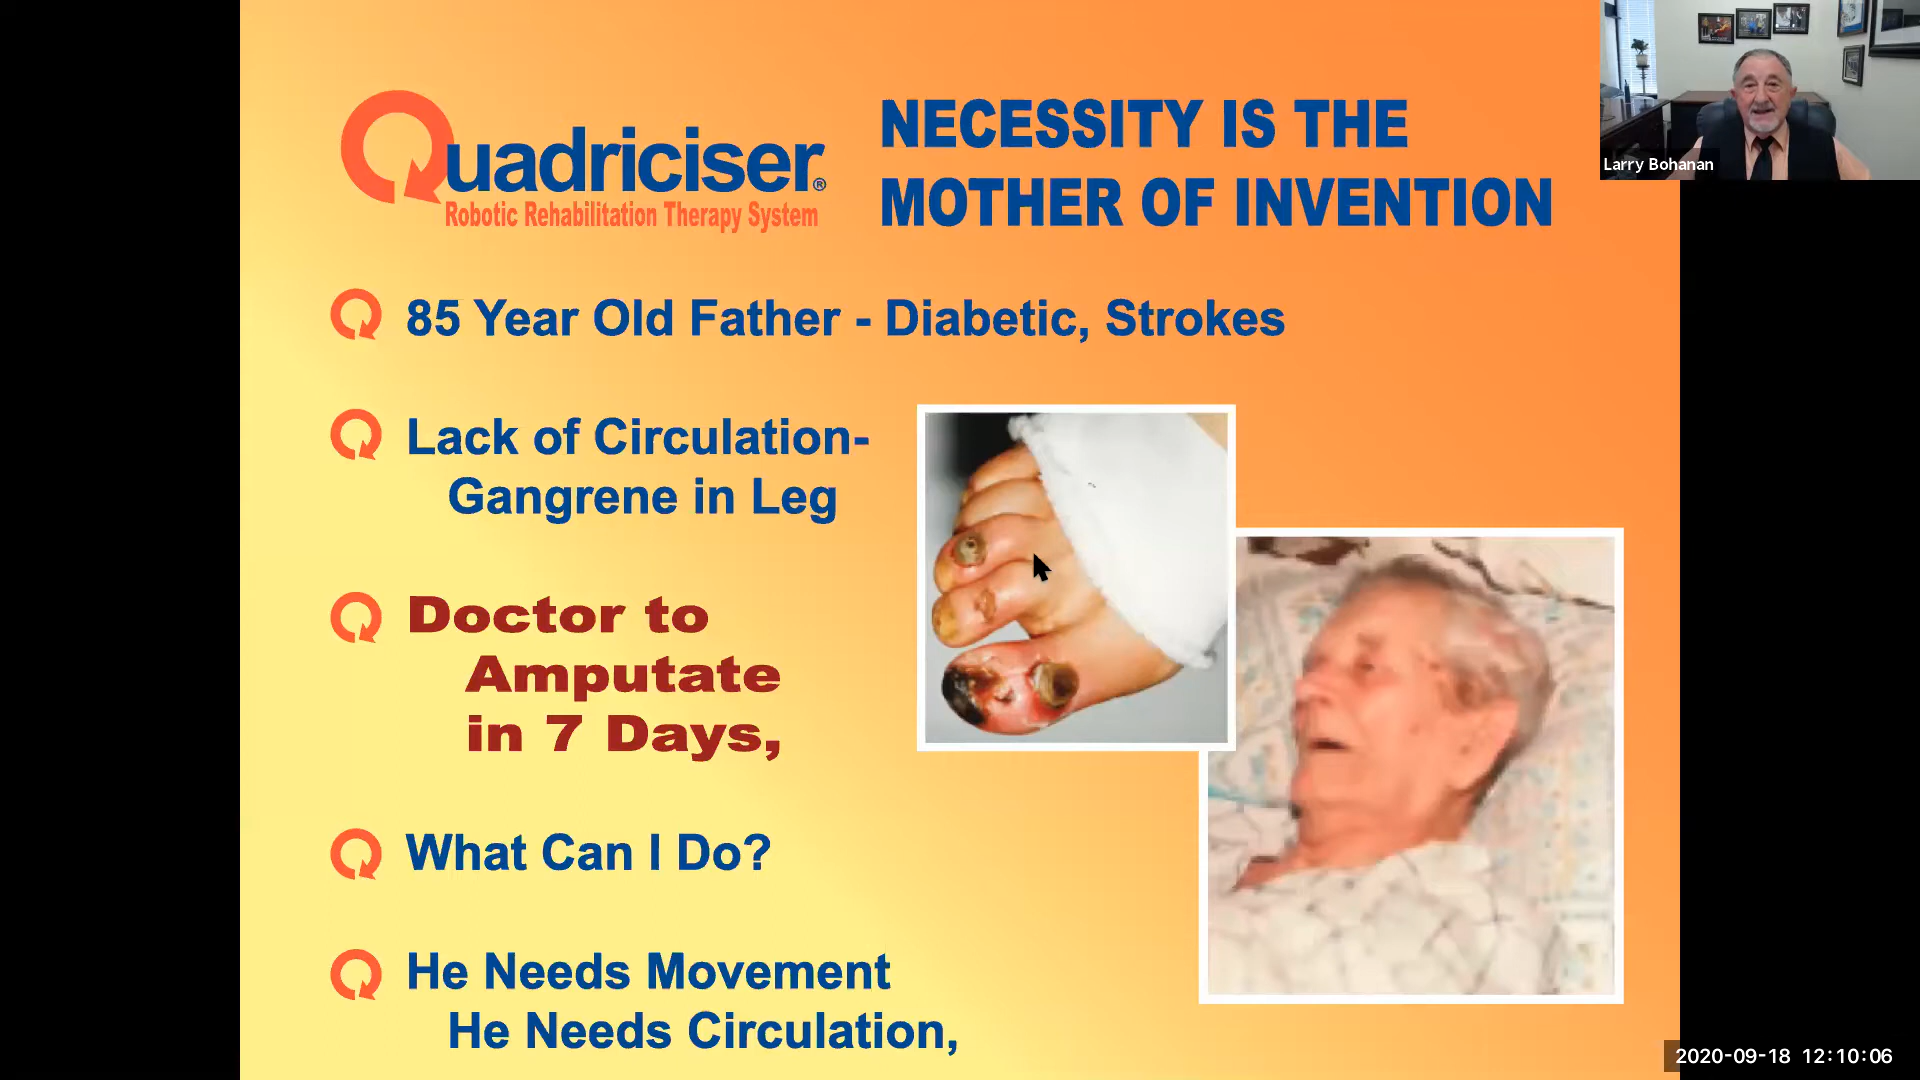 Quadriciser®
Robotic Rehabilitation Therapy System
NECESSITY IS THE
MOTHER OF INVENTION
Larry Bohanan
85 Year Old Father - Diabetic, Strokes
Lack of Circulation-
Gangrene in Leg
Doctor to
Amputate
in 7 Days,
What Can I Do?
He Needs Movement
He Needs Circulation,
2020-09-18 12:10:06